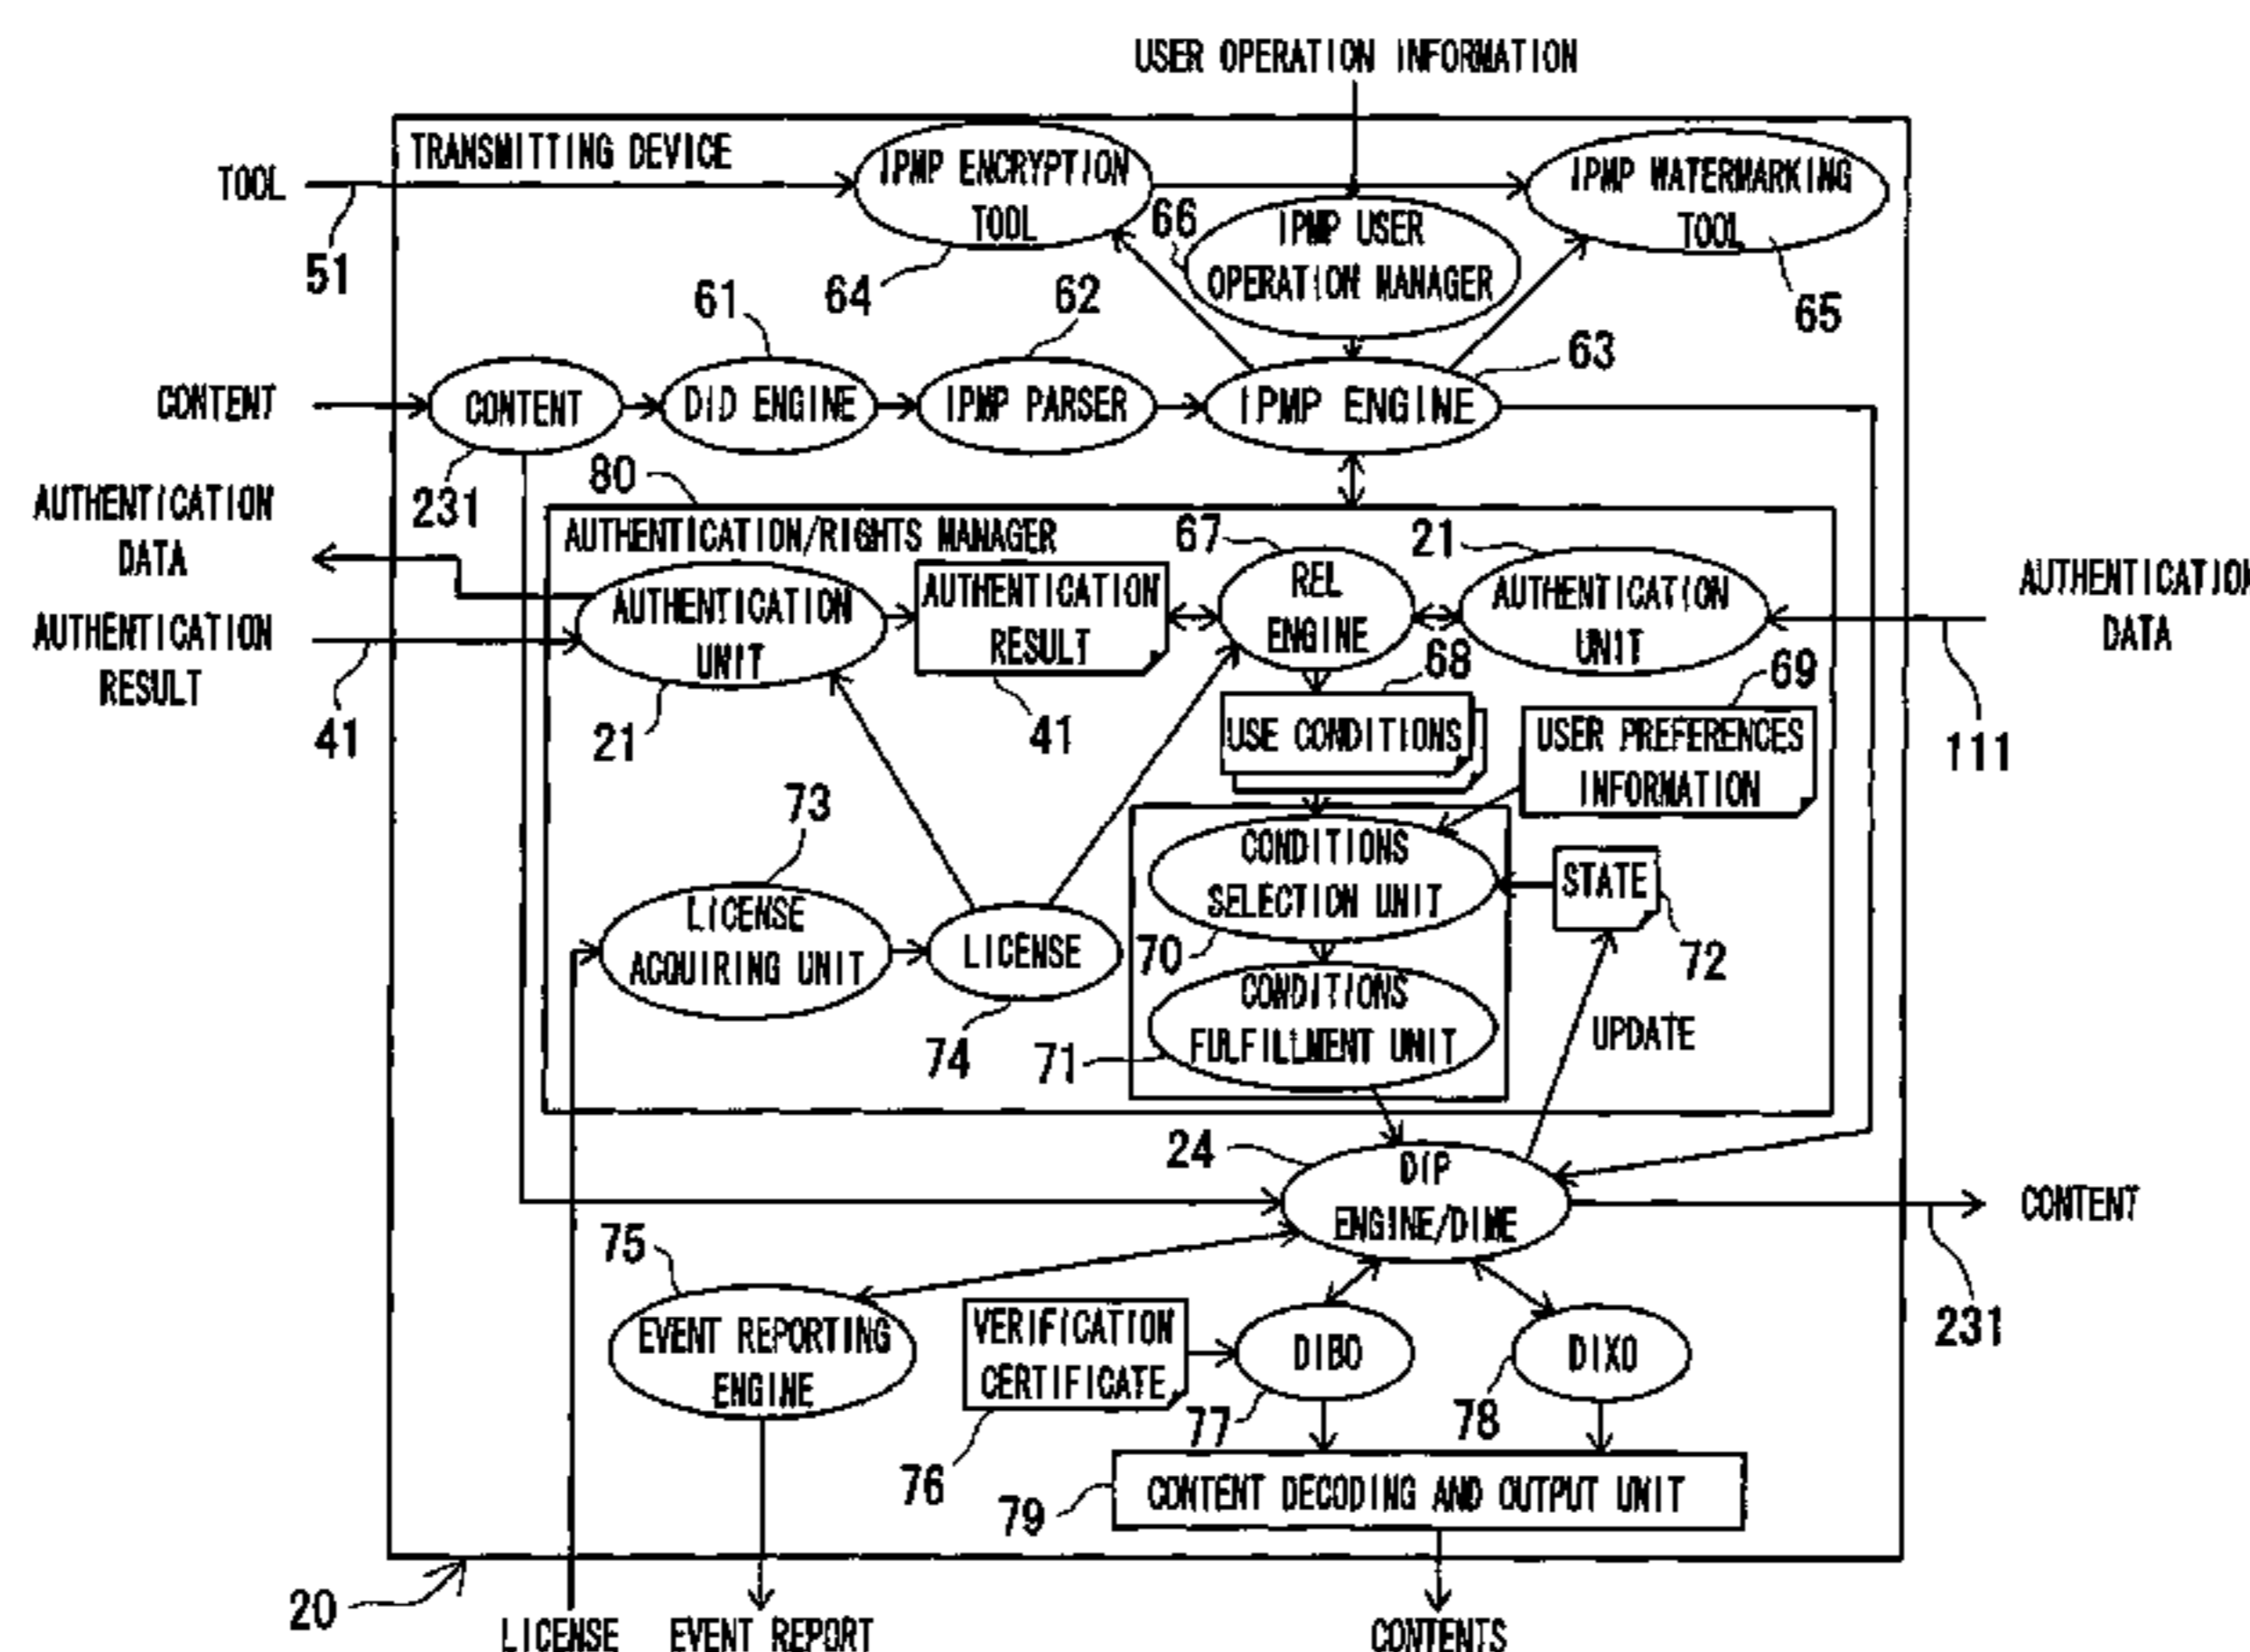 USER OPERATION INFORMATION
TRANSMITTING DEVICE
TOOL
51
IPMP ENCRYPTION
TOOL
64
66
IPMP USER
OPERATION MANAGER
IPMP WATERMARKING
TOOL
65
61
62
63
CONTENT
CONTENT
DID ENGINE
IPMP PARSER
IPMP ENGINE
231
80
AUTHENTICATION
DATA
AUTHENTICATION/RIGHTS MANAGER
67
21
AUTHENTICATION
RESULT
41
AUTHENTICATION
UNIT
21
AUTHENTICATION
RESULT
41
REL
ENGINE
AUTHENTICATION
UNIT
AUTHENTICATION
DATA
111
68
69
USE CONDITIONS
USER PREFERENCES
INFORMATION
73
CONDITIONS
SELECTION UNIT
70
STATE
72
LICENSE
ACQUIRING UNIT
LICENSE
74
CONDITIONS
FULFILLMENT UNIT
71
UPDATE
24
DIP
ENGINE/DIME
CONTENT
231
75
EVENT REPORTING
ENGINE
VERIFICATION
CERTIFICATE
76
DIBO
77
DIXO
78
79
CONTENT DECODING AND OUTPUT UNIT
20
LICENSE
EVENT REPORT
CONTENTS